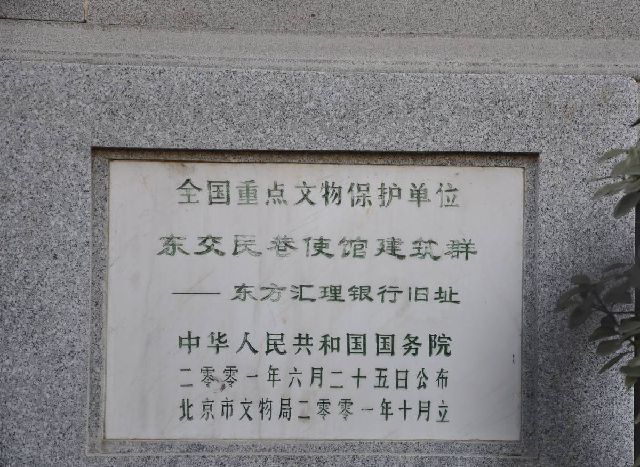 全国重点文物保护单位
东交民巷使馆建筑群
——东方汇理银行旧址
中华人民共和国国务院
二零零一年六月二十五日公布
北京市文物局二零零一年十月立